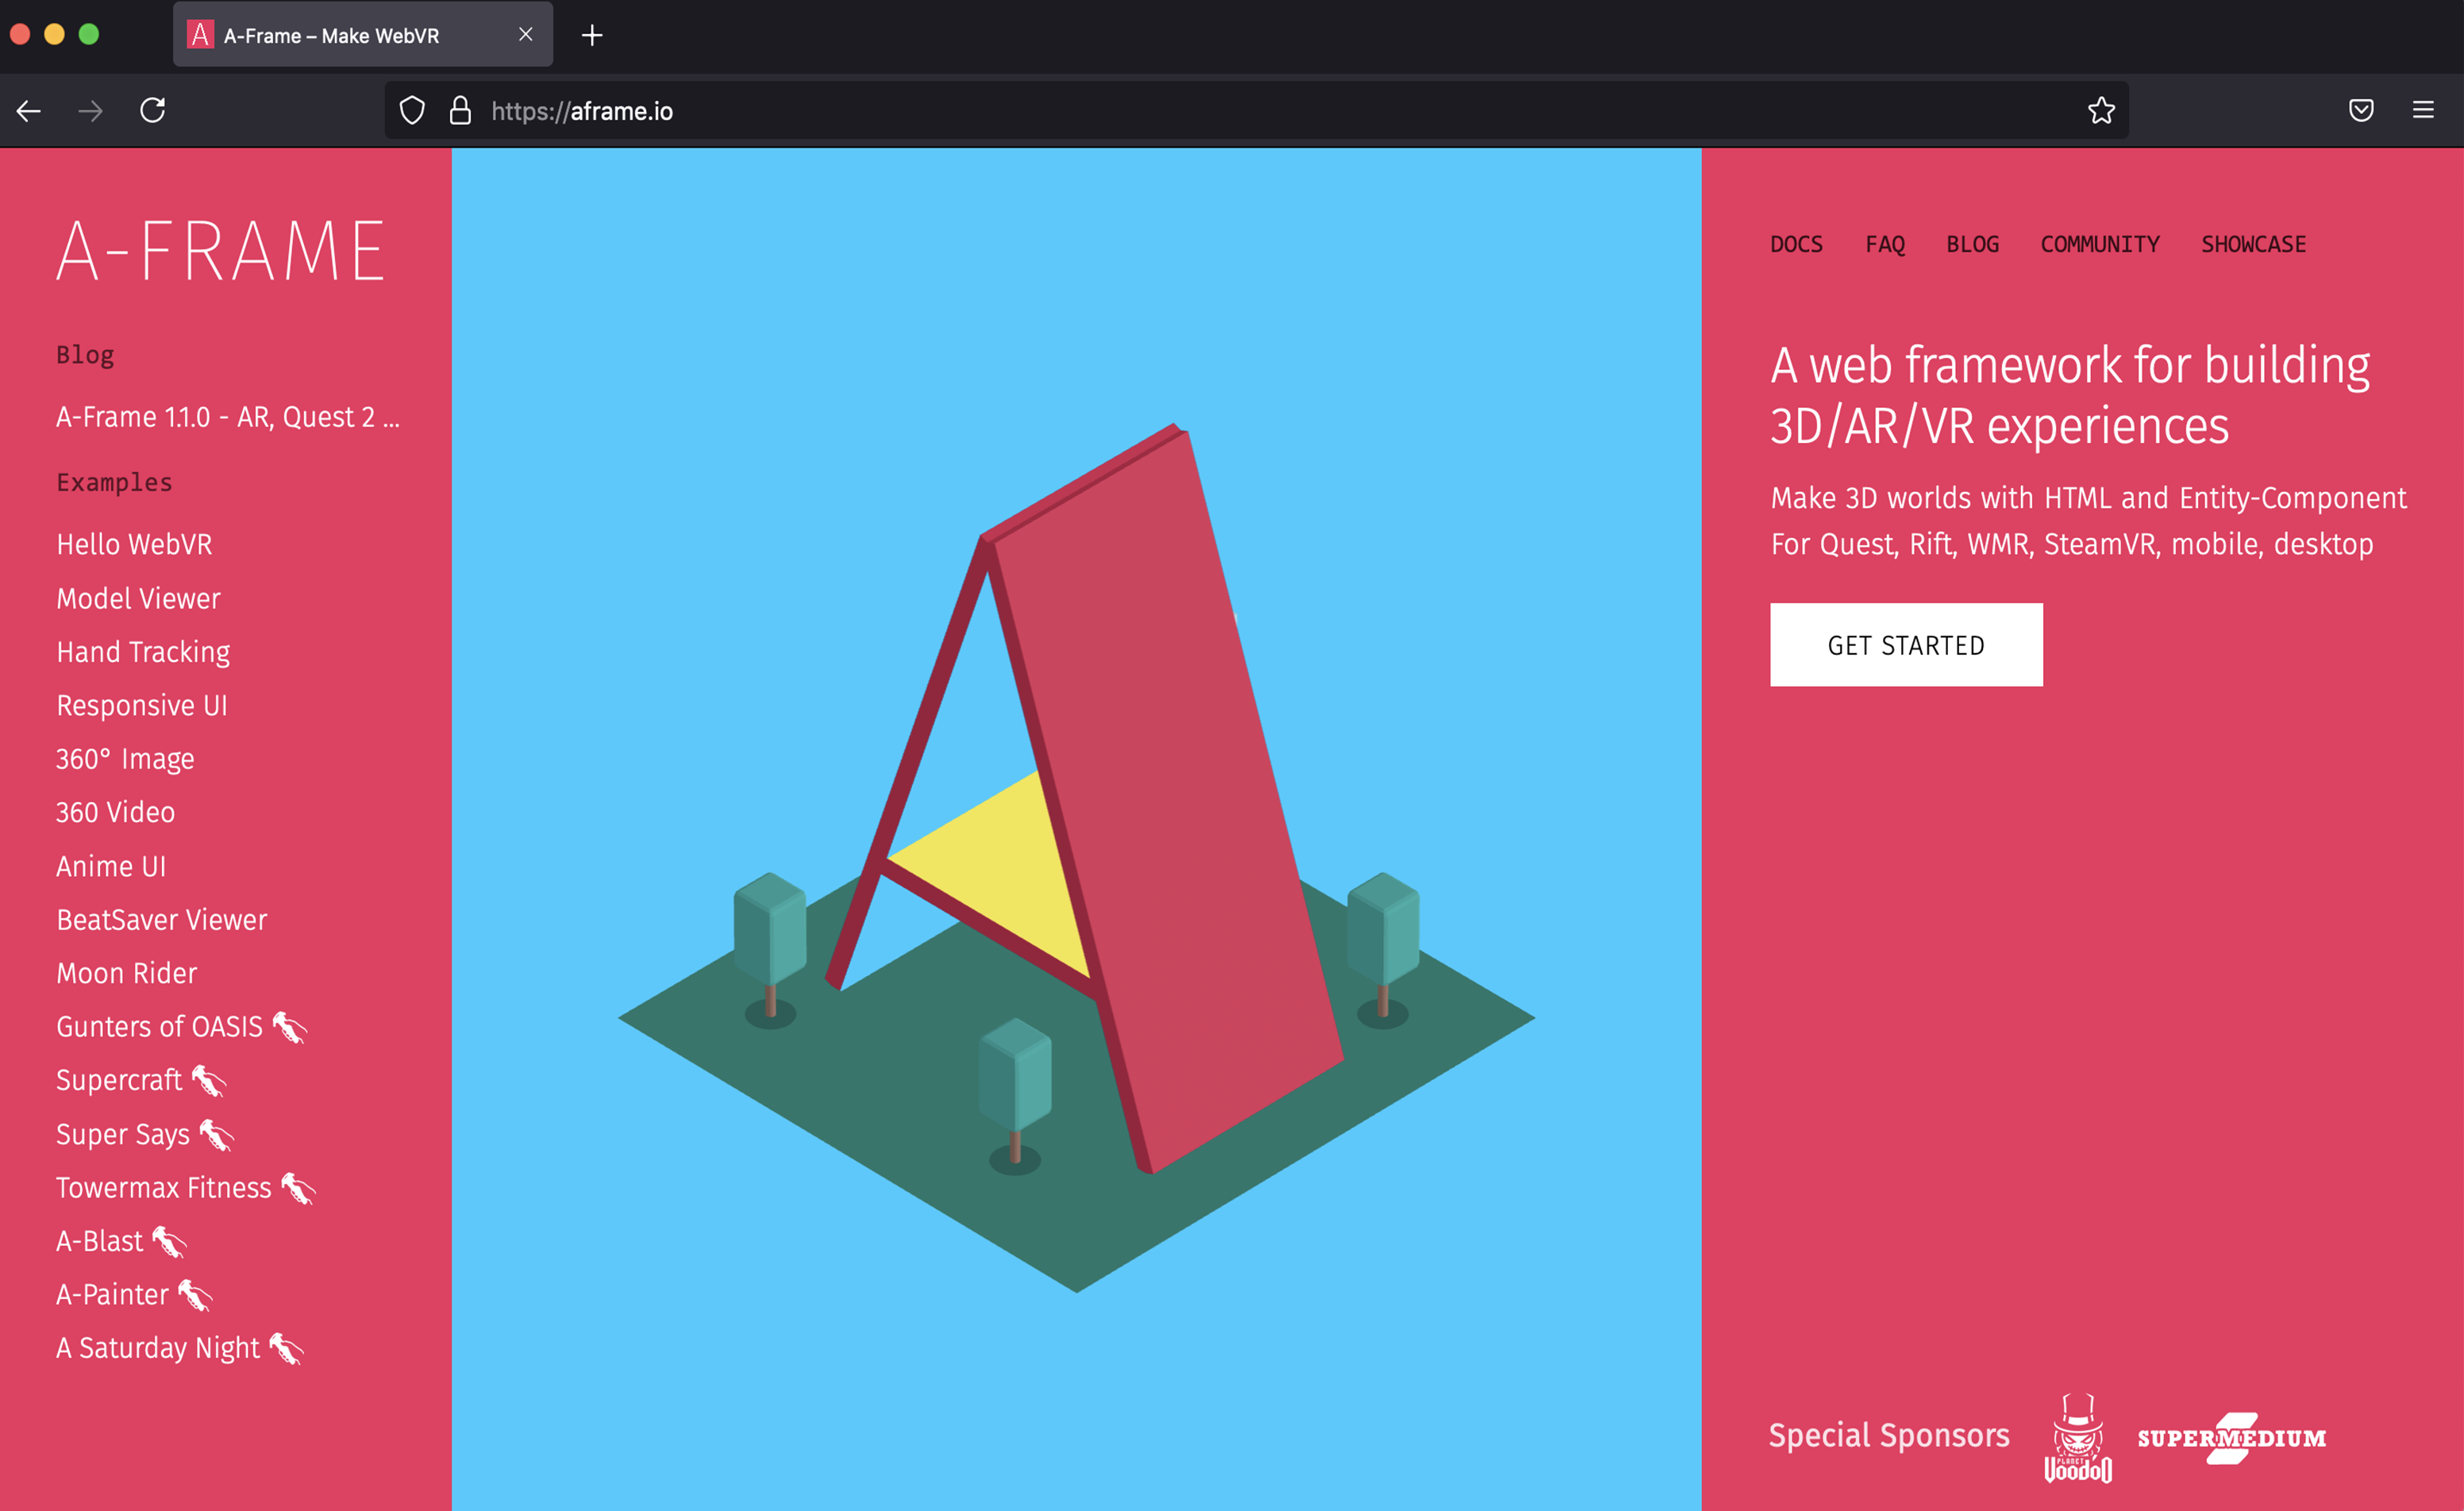 A-Frame – Make WebVR
https://aframe.io
A-FRAME
Blog
A-Frame 1.1.0 - AR, Quest 2 ...
Examples
Hello WebVR
Model Viewer
Hand Tracking
Responsive UI
360° Image
360 Video
Anime UI
BeatSaver Viewer
Moon Rider
Gunters of OASIS
Supercraft
Super Says
Towermax Fitness
A-Blast
A-Painter
A Saturday Night
DOCS FAQ BLOG COMMUNITY SHOWCASE
A web framework for building
3D/AR/VR experiences
Make 3D worlds with HTML and Entity-Component
For Quest, Rift, WMR, SteamVR, mobile, desktop
GET STARTED
Special Sponsors
PLANET
VOODOO
SUPERMEDIUM